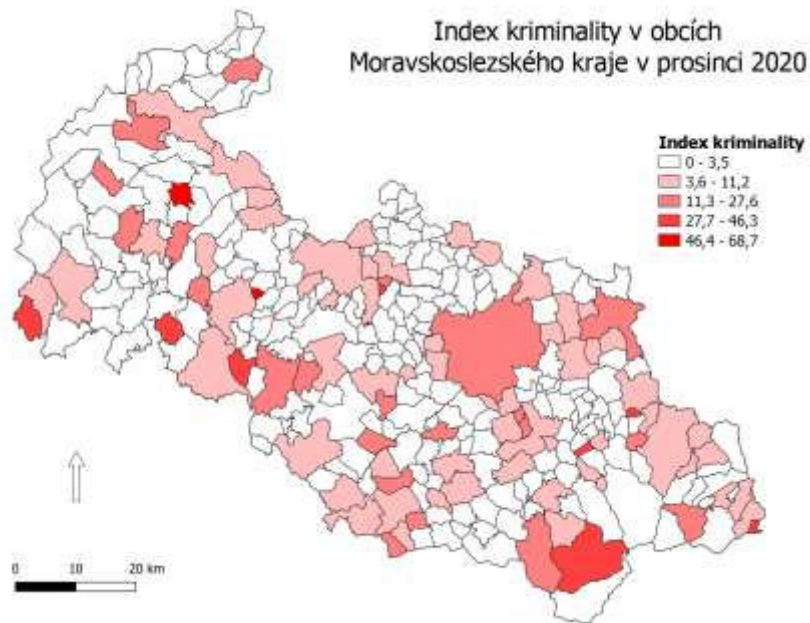 Index kriminality v obcích
Moravskoslezského kraje v prosinci 2020
Index kriminality
0 - 3,5
3,6 - 11,2
11,3 - 27,6
27,7 - 46,3
46,4 - 68,7
0 10 20 km